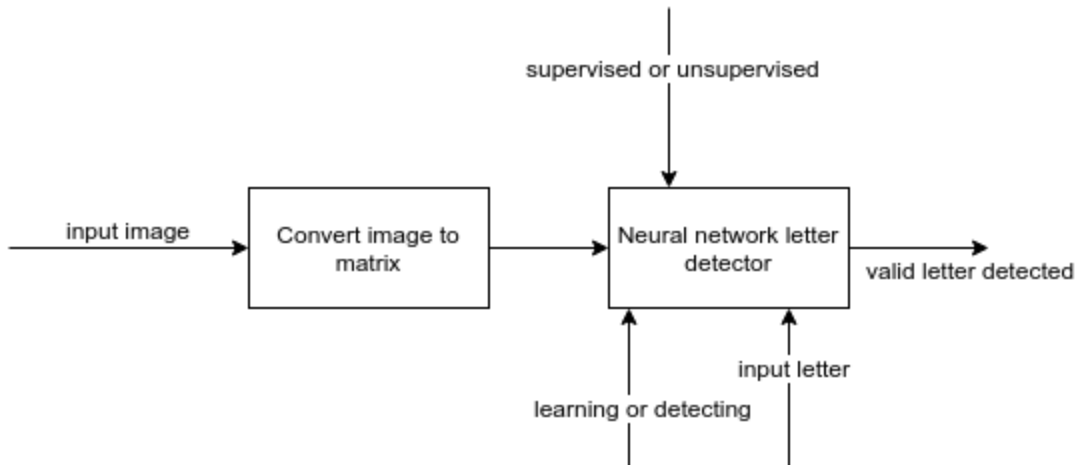 supervised or unsupervised
input image
Convert image to
matrix
Neural network letter
detector
valid letter detected
input letter
learning or detecting